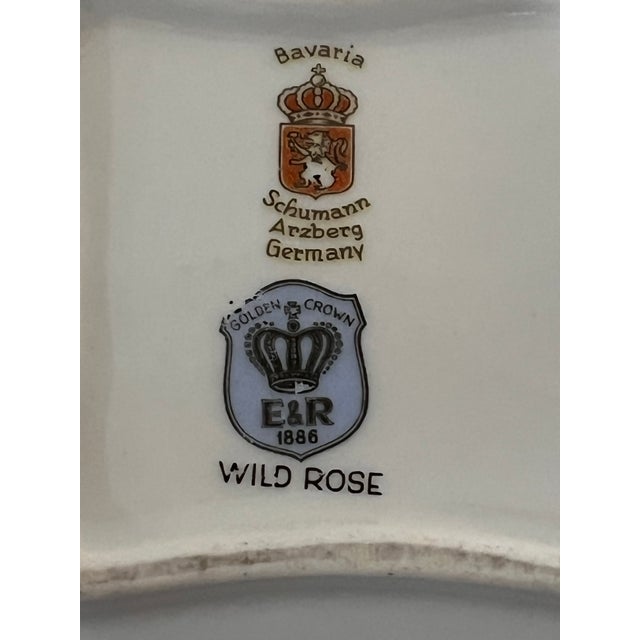 Bavaria
Schumann
Arzberg
Germany
GOLDEN CROWN
E&R
1886
WILD ROSE